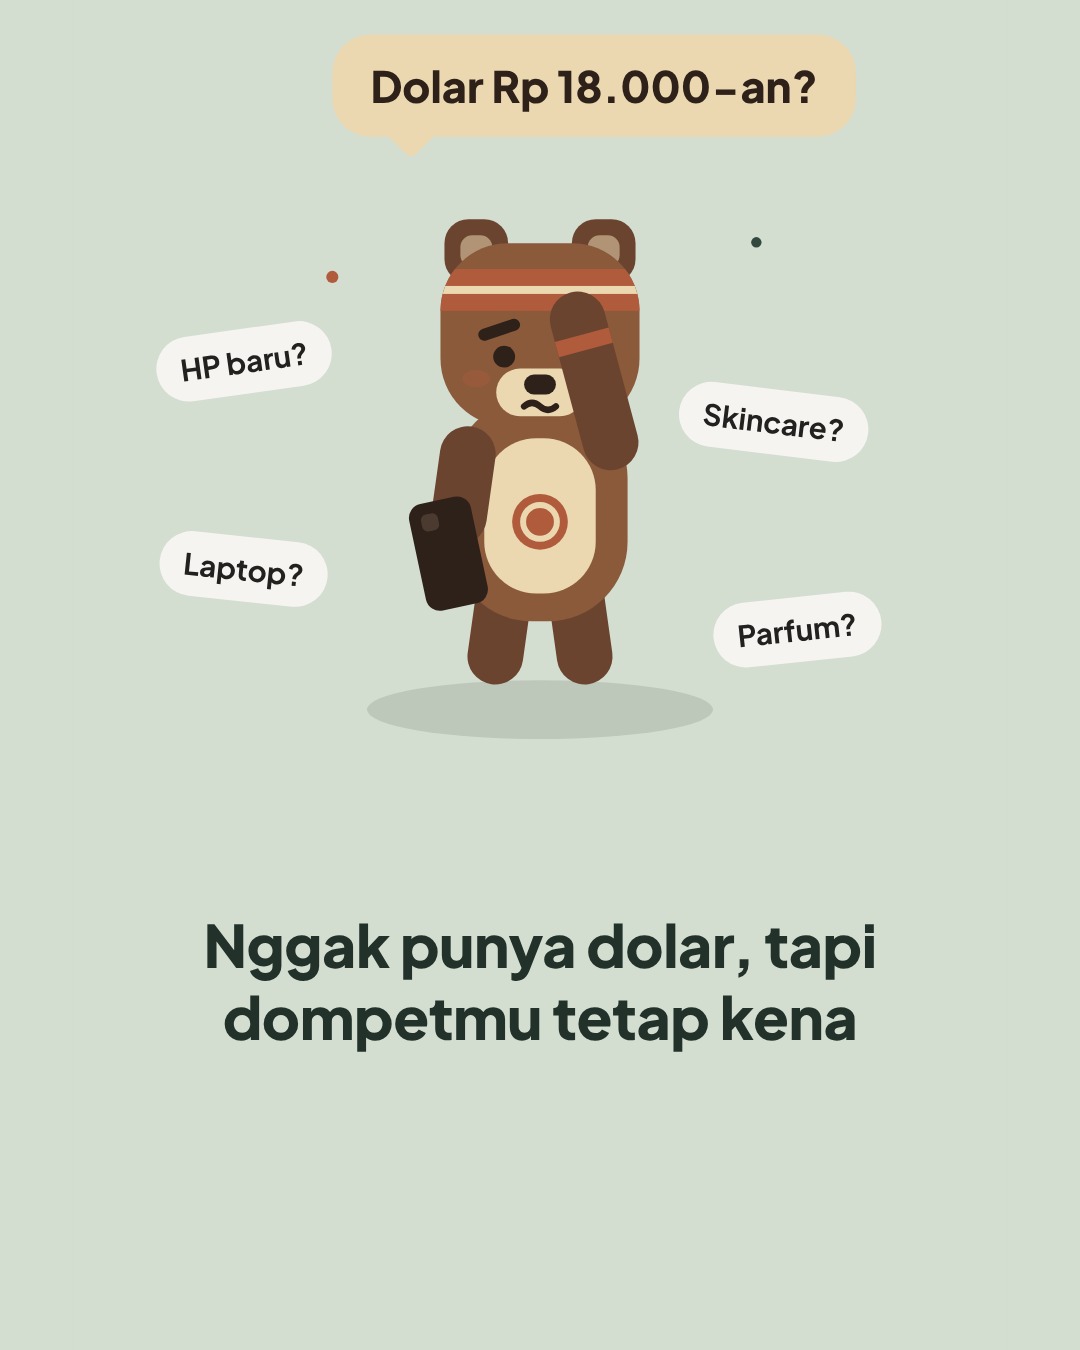 Dolar Rp 18.000-an?
HP baru?
Skincare?
Laptop?
Parfum?
Nggak punya dolar, tapi
dompetmu tetap kena